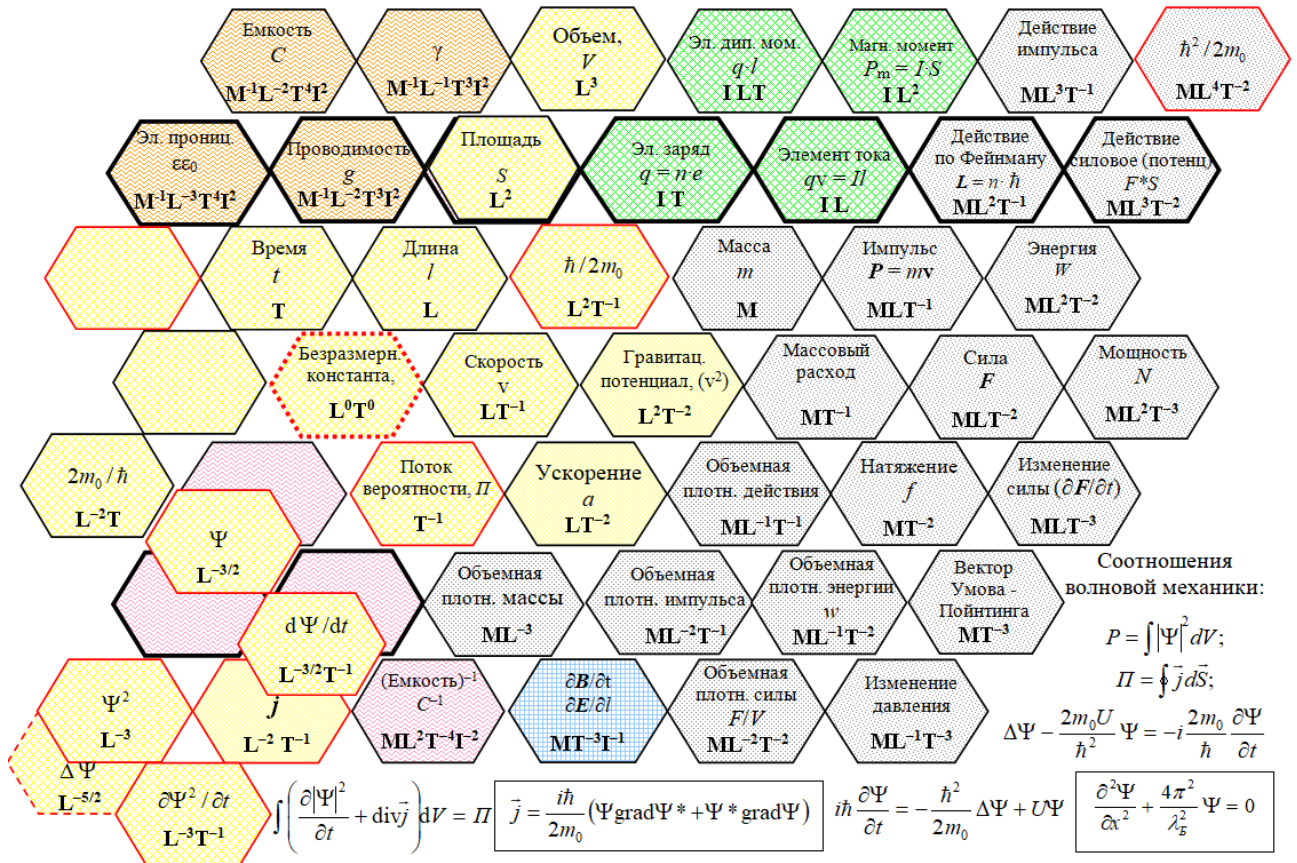 Емкость
C
M⁻¹L⁻²T⁴I²
γ
M⁻¹L⁻¹T³I²
Объем,
V
L³
Эл. дип. мом.
q·l
I LT
Магн. момент
Pₘ = I·S
I L²
Действие
импульса
ML³T⁻¹
ℏ²/2m₀
ML⁴T⁻²
Эл. прониц.
εε₀
M⁻¹L⁻³T⁴I²
Проводимость
g
M⁻¹L⁻²T³I²
Площадь
S
L²
Эл. заряд
q = n·e
I T
Элемент тока
qv = Il
I L
Действие
по Фейнману
L = n· ℏ
ML²T⁻¹
Действие
силовое (потенц)
F*S
ML³T⁻²
Время
t
T
Длина
l
L
ℏ/2m₀
L²T⁻¹
Масса
m
M
Импульс
P = mv
MLT⁻¹
Энергия
W
ML²T⁻²
Безразмерн.
константа,
L⁰T⁰
Скорость
v
LT⁻¹
Гравитац.
потенциал, (v²)
L²T⁻²
Массовый
расход
MT⁻¹
Сила
F
MLT⁻²
Мощность
N
ML²T⁻³
2m₀/ℏ
L⁻²T
Поток
вероятности, Π
T⁻¹
Ускорение
a
LT⁻²
Объемная
плотн. действия
ML⁻¹T⁻¹
Натяжение
f
MT⁻²
Изменение
силы (∂F/∂t)
MLT⁻³
Ψ
L⁻³/²
Объемная
плотн. массы
ML⁻³
Объемная
плотн. импульса
ML⁻²T⁻¹
Объемная
плотн. энергии
w
ML⁻¹T⁻²
Вектор
Умова -
Пойнтинга
MT⁻³
Соотношения
волновой механики:
P = ∫|Ψ|² dV;
Π = ∮ j⃗ dS⃗;
ΔΨ − (2m₀U/ℏ²) Ψ = −i (2m₀/ℏ) ∂Ψ/∂t
d Ψ/dt
L⁻³/²T⁻¹
Ψ²
L⁻³
j
L⁻² T⁻¹
(Емкость)⁻¹
C⁻¹
ML²T⁻⁴I⁻²
∂B/∂t
∂E/∂l
MT⁻³I⁻¹
Объемная
плотн. силы
F/V
ML⁻²T⁻²
Изменение
давления
ML⁻¹T⁻³
Δ Ψ
L⁻⁵/²
∂Ψ²/∂t
L⁻³T⁻¹
∫(∂|Ψ|²/∂t + divj⃗)dV = Π
j⃗ = (iℏ/2m₀)(Ψ gradΨ* + Ψ* gradΨ)
iℏ ∂Ψ/∂t = −(ℏ²/2m₀) ΔΨ + UΨ
∂²Ψ/∂x² + (4π²/λ_Б²) Ψ = 0